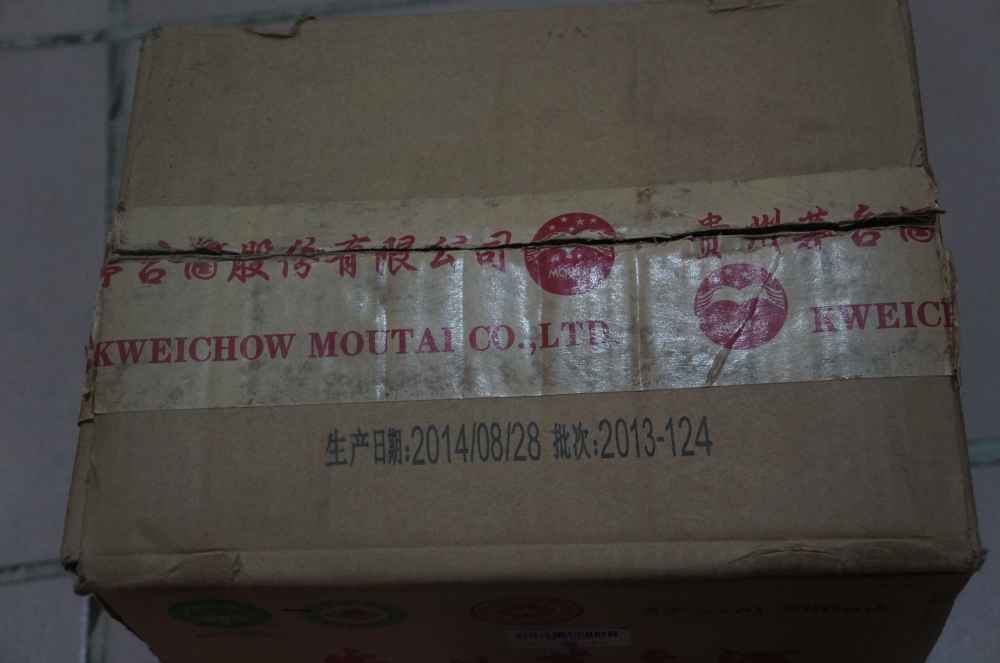 台酒股份有限公司 贵州茅台酒
MOUTAI
KWEICHOW MOUTAI CO.,LTD. KWEICH
生产日期:2014/08/28 批次:2013-124